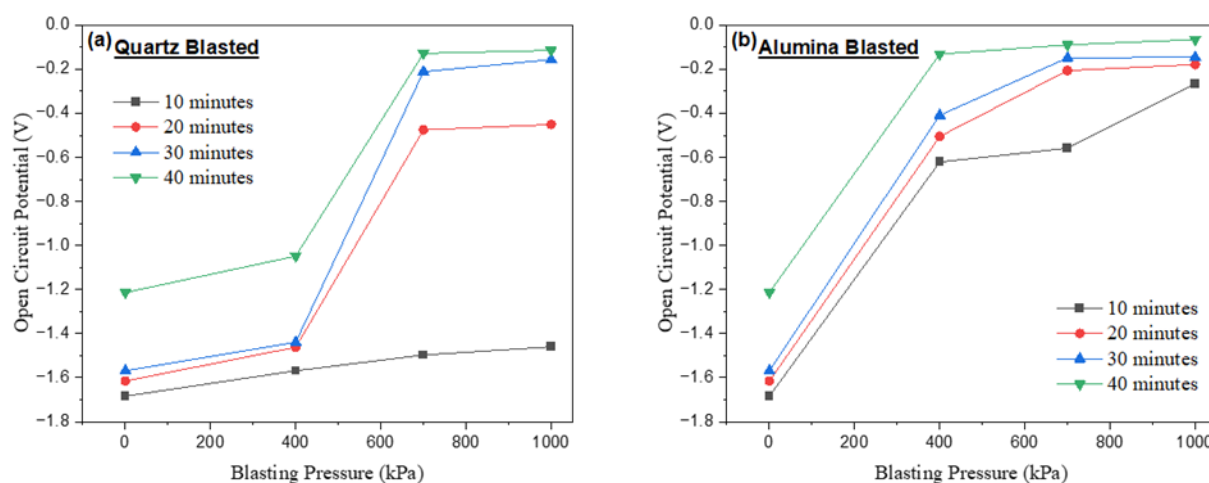 (a) Quartz Blasted
10 minutes
20 minutes
30 minutes
40 minutes
Open Circuit Potential (V)
0.0
−0.2
−0.4
−0.6
−0.8
−1.0
−1.2
−1.4
−1.6
−1.8
0 200 400 600 800 1000
Blasting Pressure (kPa)
(b) Alumina Blasted
10 minutes
20 minutes
30 minutes
40 minutes
Open Circuit Potential (V)
0.0
−0.2
−0.4
−0.6
−0.8
−1.0
−1.2
−1.4
−1.6
−1.8
0 200 400 600 800 1000
Blasting Pressure (kPa)